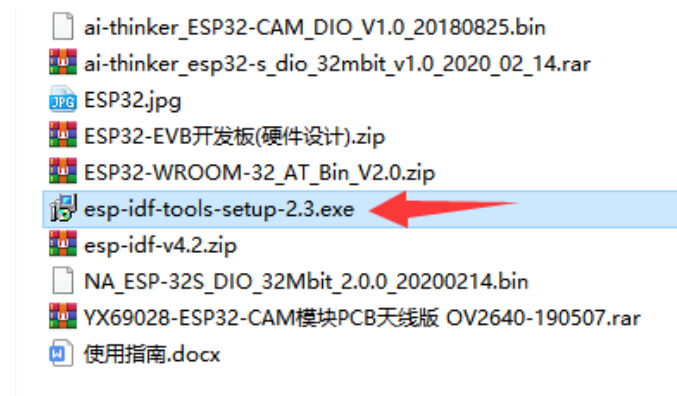 ai-thinker_ESP32-CAM_DIO_V1.0_20180825.bin
ai-thinker_esp32-s_dio_32mbit_v1.0_2020_02_14.rar
JPG ESP32.jpg
ESP32-EVB开发板(硬件设计).zip
ESP32-WROOM-32_AT_Bin_V2.0.zip
esp-idf-tools-setup-2.3.exe
esp-idf-v4.2.zip
NA_ESP-32S_DIO_32Mbit_2.0.0_20200214.bin
YX69028-ESP32-CAM模块PCB天线版 OV2640-190507.rar
W 使用指南.docx